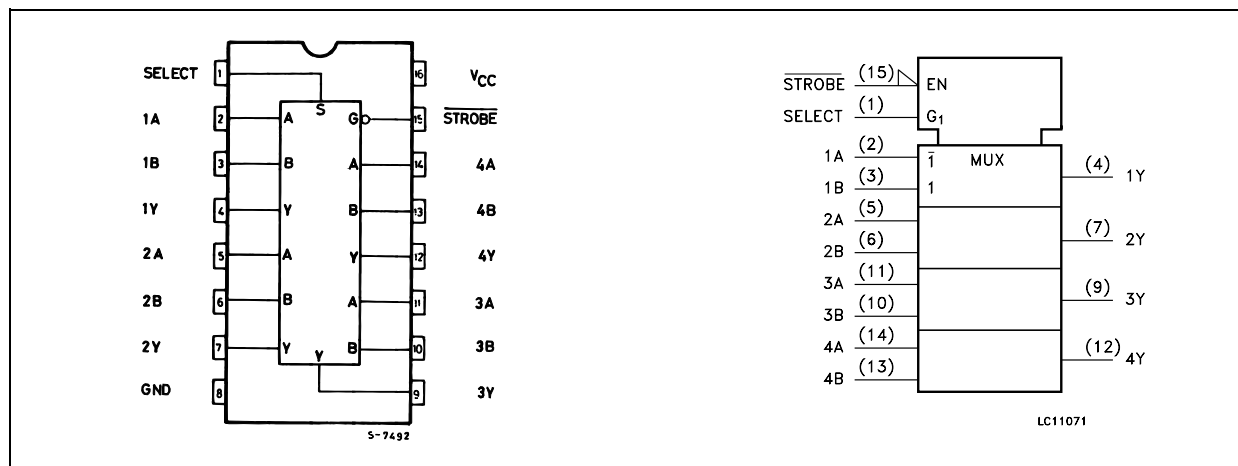 SELECT 1 16 VCC
S
1A 2 A G 15 STROBE
1B 3 B A 14 4A
1Y 4 Y B 13 4B
2A 5 A Y 12 4Y
2B 6 B A 11 3A
2Y 7 Y Y B 10 3B
GND 8 9 3Y
S-7492
STROBE (15) EN
SELECT (1) G1
1A (2) 1̅ MUX (4) 1Y
1B (3) 1
2A (5)
2B (6) (7) 2Y
3A (11)
3B (10) (9) 3Y
4A (14)
4B (13) (12) 4Y
LC11071